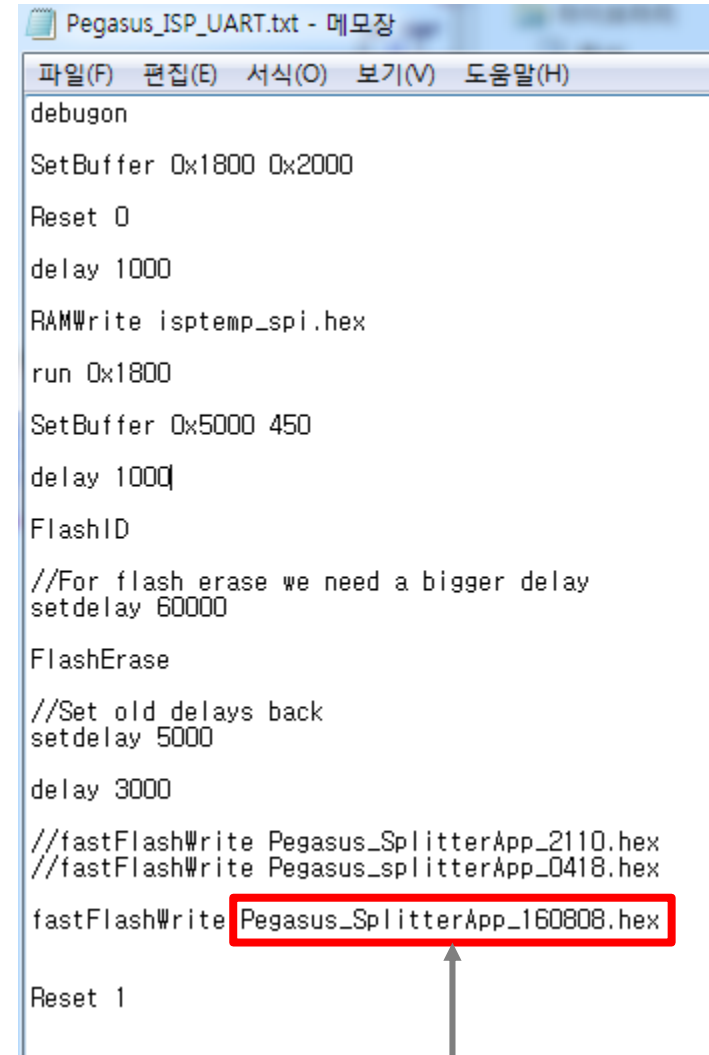 Pegasus_ISP_UART.txt - 메모장
파일(F) 편집(E) 서식(O) 보기(V) 도움말(H)
debugon
SetBuffer 0x1800 0x2000
Reset 0
delay 1000
RAM₩rite isptemp_spi.hex
run 0x1800
SetBuffer 0x5000 450
delay 1000
FlashID
//For flash erase we need a bigger delay
setdelay 60000
FlashErase
//Set old delays back
setdelay 5000
delay 3000
//fastFlash₩rite Pegasus_SplitterApp_2110.hex
//fastFlash₩rite Pegasus_splitterApp_0418.hex
fastFlash₩rite Pegasus_SplitterApp_160808.hex
Reset 1